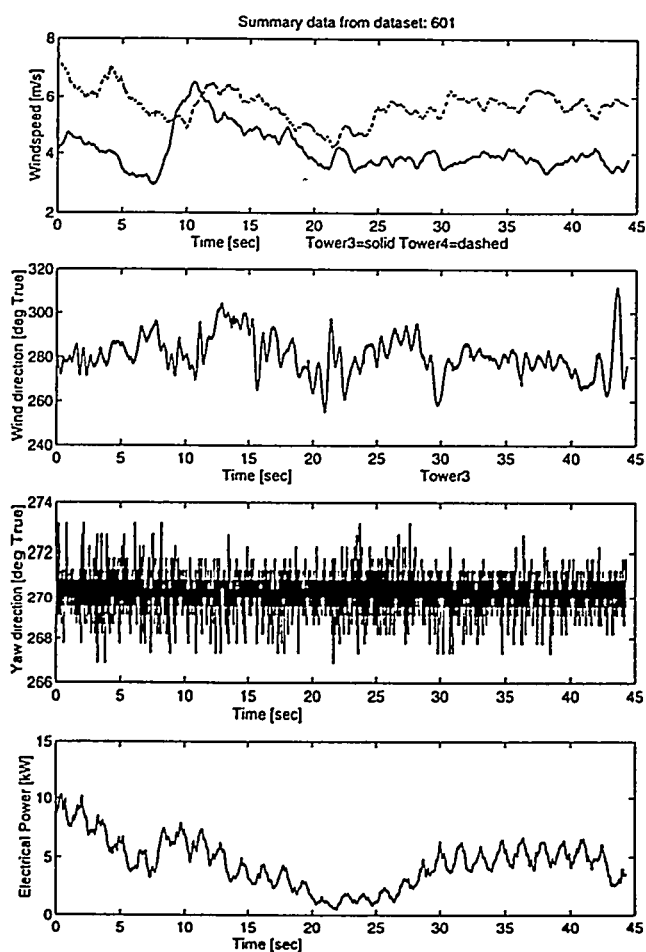 Summary data from dataset: 601
Windspeed [m/s]
8
6
4
2
0 5 10 15 20 25 30 35 40 45
Time [sec] Tower3=solid Tower4=dashed
Wind direction [deg True]
320
300
280
260
240
0 5 10 15 20 25 30 35 40 45
Time [sec] Tower3
Yaw direction [deg True]
274
272
270
268
266
0 5 10 15 20 25 30 35 40 45
Time [sec]
Electrical Power [kW]
15
10
5
0
0 5 10 15 20 25 30 35 40 45
Time [sec]